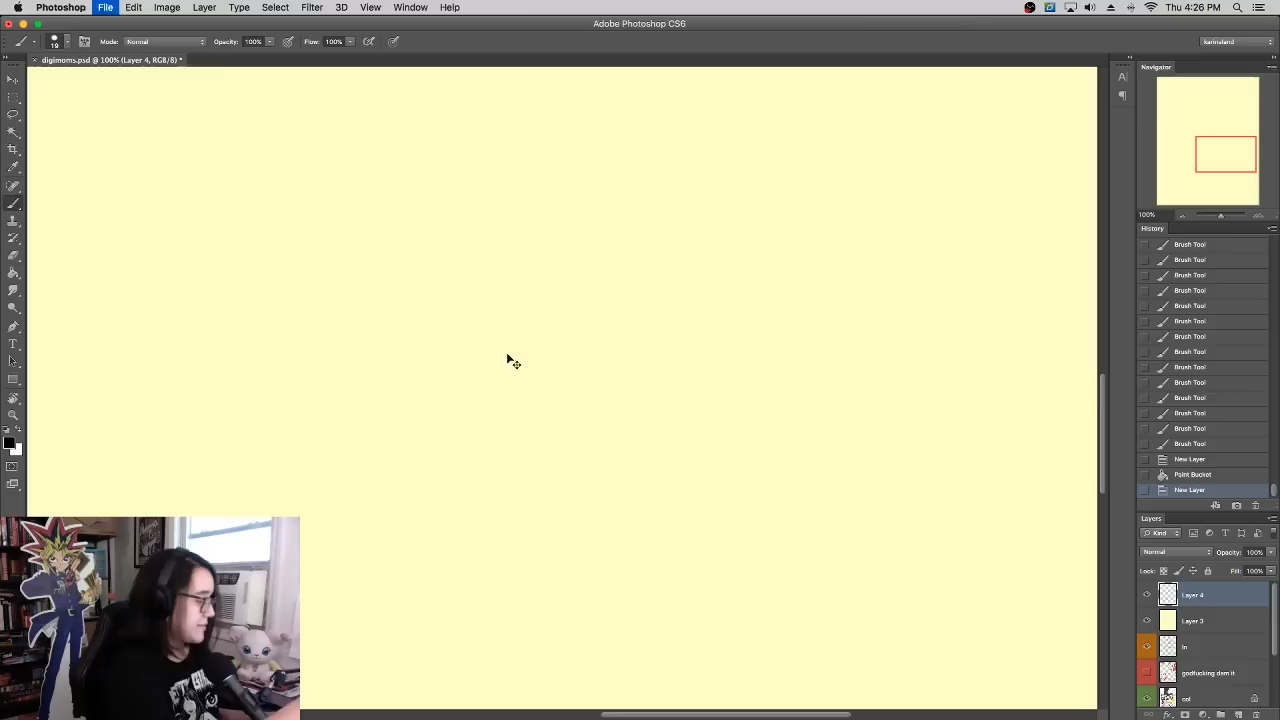 Photoshop File Edit Image Layer Type Select Filter 3D View Window Help Thu 4:26 PM
Adobe Photoshop CS6
19 Mode: Normal Opacity: 100% Flow: 100% karinaland
digimoms.psd @ 100% (Layer 4, RGB/8) *
Navigator
100%
History
Brush Tool
Brush Tool
Brush Tool
Brush Tool
Brush Tool
Brush Tool
Brush Tool
Brush Tool
Brush Tool
Brush Tool
Brush Tool
Brush Tool
Brush Tool
Brush Tool
New Layer
Paint Bucket
New Layer
Layers
Kind
Normal Opacity: 100%
Lock: Fill: 100%
Layer 4
Layer 3
ln
godfucking dam it
col